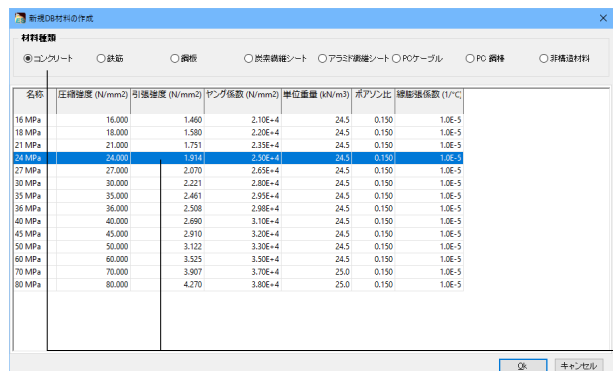 新規DB材料の作成
材料種類
コンクリート 鉄筋 鋼板 炭素繊維シート アラミド繊維シート PCケーブル PC 鋼棒 非構造材料
名称 圧縮強度 (N/mm2) 引張強度 (N/mm2) ヤング係数 (N/mm2) 単位重量 (kN/m3) ポアソン比 線膨張係数 (1/℃)
16 MPa 16.000 1.460 2.10E+4 24.5 0.150 1.0E-5
18 MPa 18.000 1.580 2.20E+4 24.5 0.150 1.0E-5
21 MPa 21.000 1.751 2.35E+4 24.5 0.150 1.0E-5
24 MPa 24.000 1.914 2.50E+4 24.5 0.150 1.0E-5
27 MPa 27.000 2.070 2.65E+4 24.5 0.150 1.0E-5
30 MPa 30.000 2.221 2.80E+4 24.5 0.150 1.0E-5
35 MPa 35.000 2.461 2.95E+4 24.5 0.150 1.0E-5
36 MPa 36.000 2.508 2.98E+4 24.5 0.150 1.0E-5
40 MPa 40.000 2.690 3.10E+4 24.5 0.150 1.0E-5
45 MPa 45.000 2.910 3.20E+4 24.5 0.150 1.0E-5
50 MPa 50.000 3.122 3.30E+4 24.5 0.150 1.0E-5
60 MPa 60.000 3.525 3.50E+4 24.5 0.150 1.0E-5
70 MPa 70.000 3.907 3.70E+4 25.0 0.150 1.0E-5
80 MPa 80.000 4.270 3.80E+4 25.0 0.150 1.0E-5
Ok キャンセル